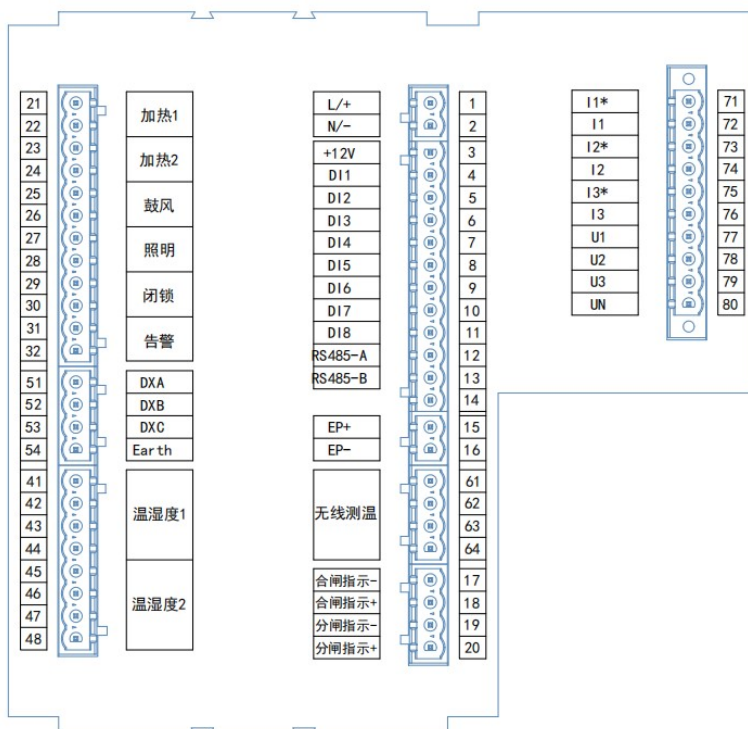 21 加热1
22
23 加热2
24
25 鼓风
26
27 照明
28
29 闭锁
30
31 告警
32
51 DXA
52 DXB
53 DXC
54 Earth
41 温湿度1
42
43
44
45 温湿度2
46
47
48
L/+ 1
N/- 2
+12V 3
DI1 4
DI2 5
DI3 6
DI4 7
DI5 8
DI6 9
DI7 10
DI8 11
RS485-A 12
RS485-B 13
14
EP+ 15
EP- 16
无线测温 61
62
63
64
合闸指示- 17
合闸指示+ 18
分闸指示- 19
分闸指示+ 20
I1* 71
I1 72
I2* 73
I2 74
I3* 75
I3 76
U1 77
U2 78
U3 79
UN 80